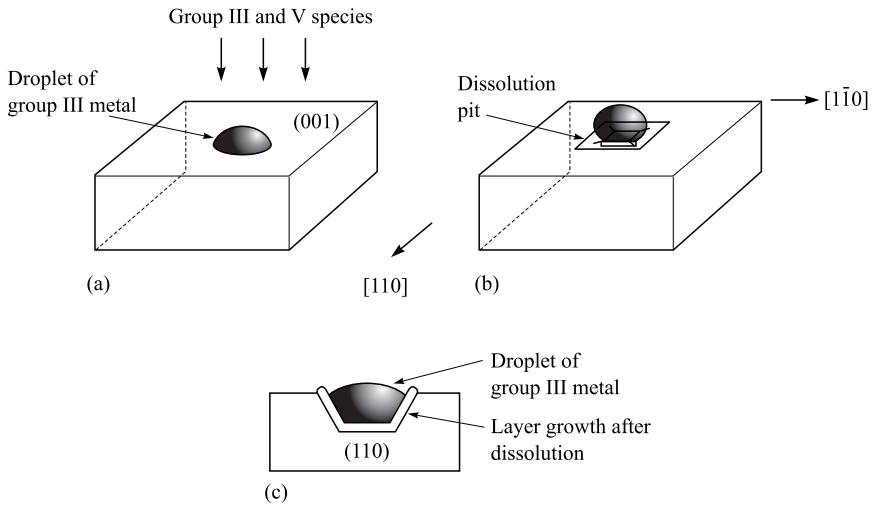 Group III and V species
Droplet of
group III metal
(001)
Dissolution
pit
[11̄0]
[110]
(a)
(b)
Droplet of
group III metal
Layer growth after
dissolution
(110)
(c)